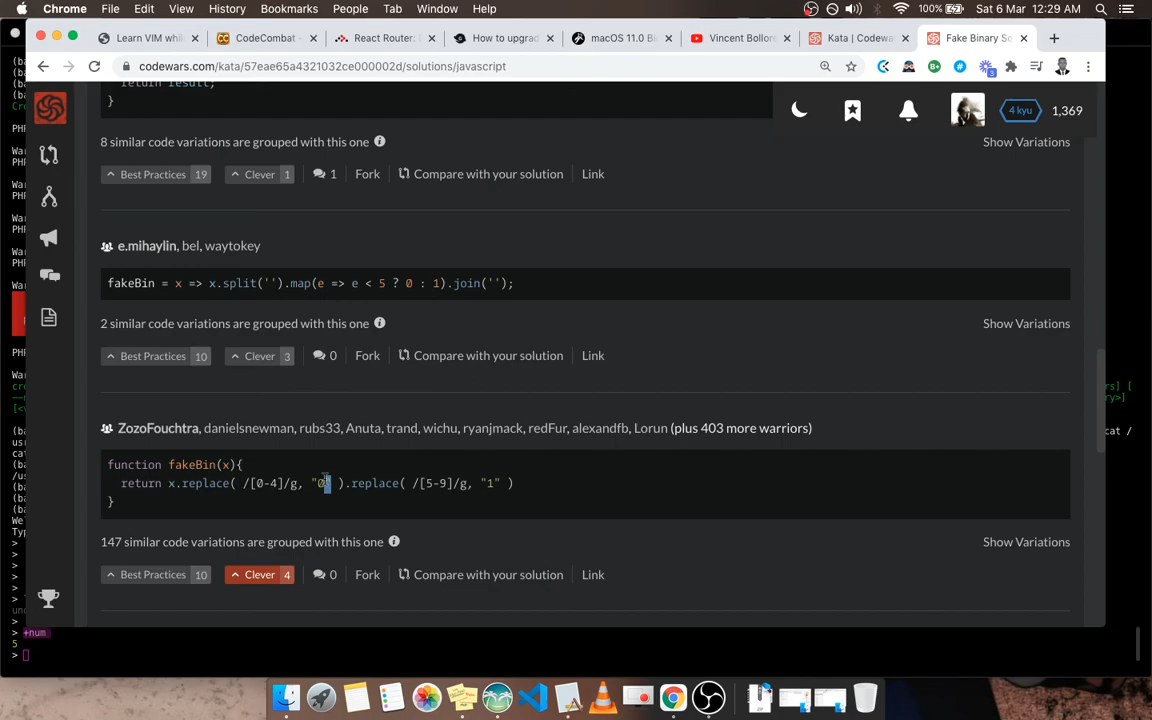 Chrome File Edit View History Bookmarks People Tab Window Help 100% Sat 6 Mar 12:29 AM
Learn VIM while CodeCombat - React Router: How to upgrad macOS 11.0 Bi Vincent Bollore Kata | Codewa Fake Binary So
codewars.com/kata/57eae65a4321032ce000002d/solutions/javascript
return result;
}
4 kyu 1,369
8 similar code variations are grouped with this one Show Variations
Best Practices 19 Clever 1 1 Fork Compare with your solution Link
e.mihaylin, bel, waytokey
fakeBin = x => x.split('').map(e => e < 5 ? 0 : 1).join('');
2 similar code variations are grouped with this one Show Variations
Best Practices 10 Clever 3 0 Fork Compare with your solution Link
ZozoFouchtra, danielsnewman, rubs33, Anuta, trand, wichu, ryanjmack, redFur, alexandfb, Lorun (plus 403 more warriors)
function fakeBin(x){
return x.replace( /[0-4]/g, "0" ).replace( /[5-9]/g, "1" )
}
147 similar code variations are grouped with this one Show Variations
Best Practices 10 Clever 4 0 Fork Compare with your solution Link
> +num
5
>